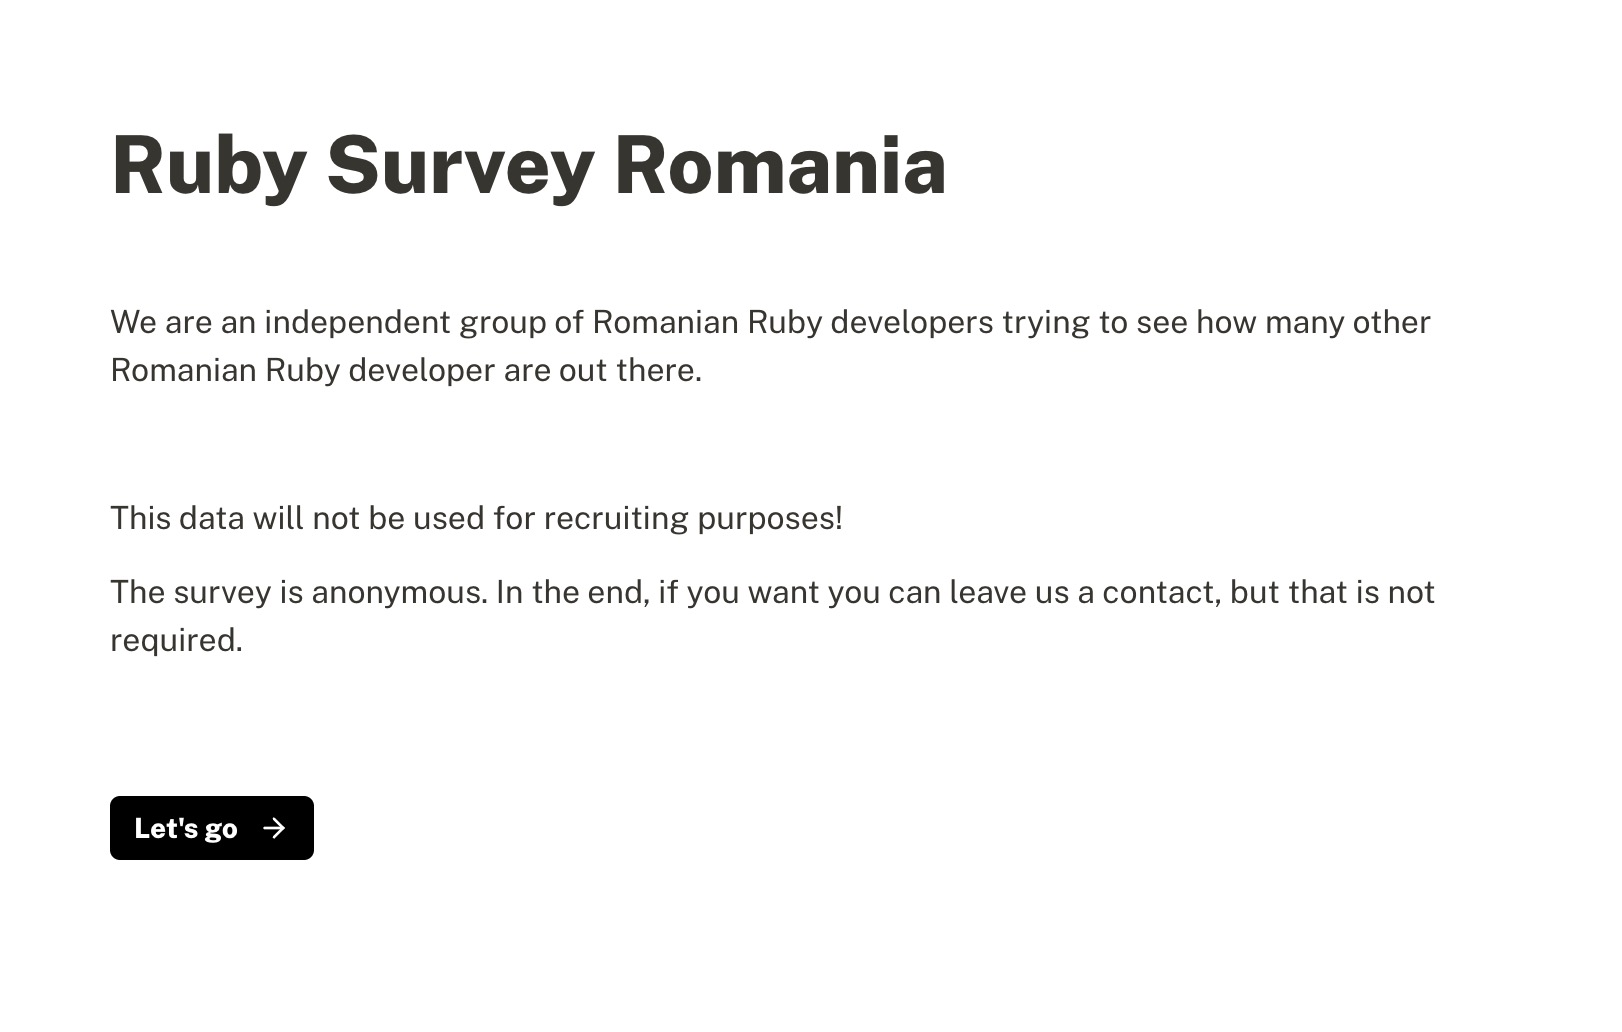 Ruby Survey Romania
We are an independent group of Romanian Ruby developers trying to see how many other
Romanian Ruby developer are out there.
This data will not be used for recruiting purposes!
The survey is anonymous. In the end, if you want you can leave us a contact, but that is not
required.
Let's go →